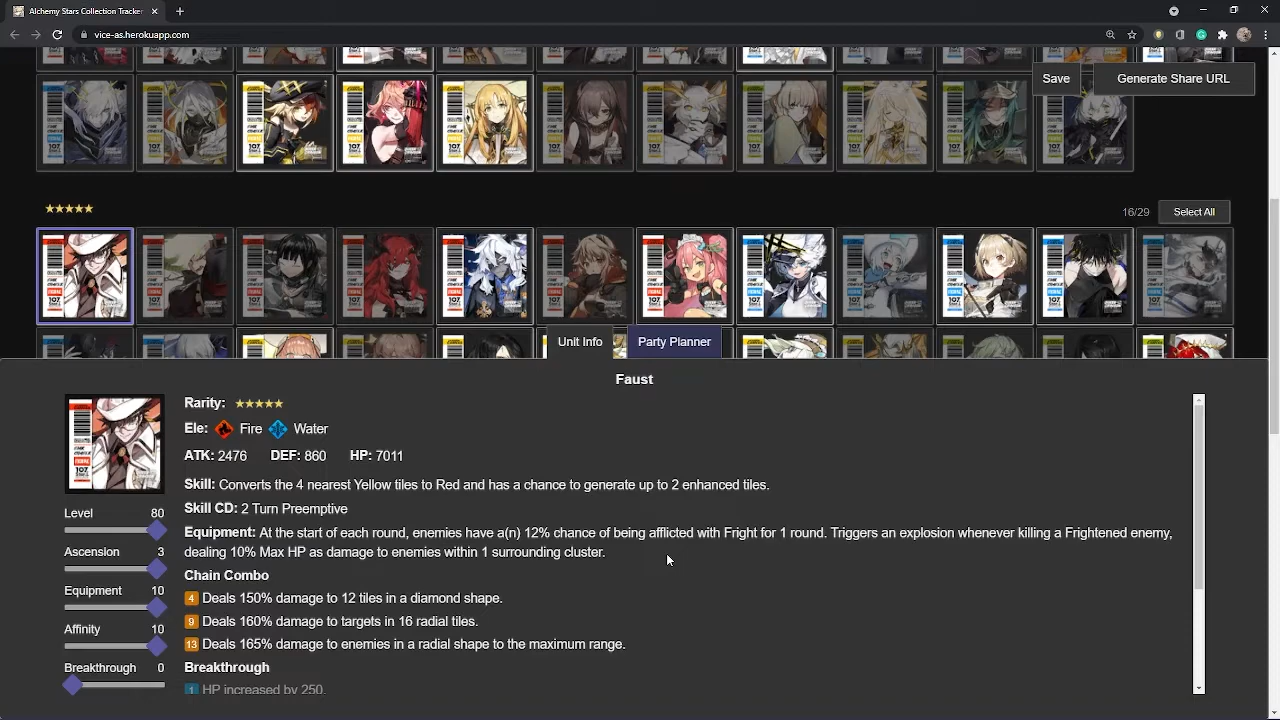 Alchemy Stars Collection Tracker
vice-as.herokuapp.com
Save
Generate Share URL
★★★★★
16/29
Select All
Unit Info
Party Planner
Faust
Rarity: ★★★★★
Ele: Fire Water
ATK: 2476 DEF: 860 HP: 7011
Skill: Converts the 4 nearest Yellow tiles to Red and has a chance to generate up to 2 enhanced tiles.
Skill CD: 2 Turn Preemptive
Equipment: At the start of each round, enemies have a(n) 12% chance of being afflicted with Fright for 1 round. Triggers an explosion whenever killing a Frightened enemy,
dealing 10% Max HP as damage to enemies within 1 surrounding cluster.
Chain Combo
4 Deals 150% damage to 12 tiles in a diamond shape.
9 Deals 160% damage to targets in 16 radial tiles.
13 Deals 165% damage to enemies in a radial shape to the maximum range.
Breakthrough
1 HP increased by 250.
Level 80
Ascension 3
Equipment 10
Affinity 10
Breakthrough 0